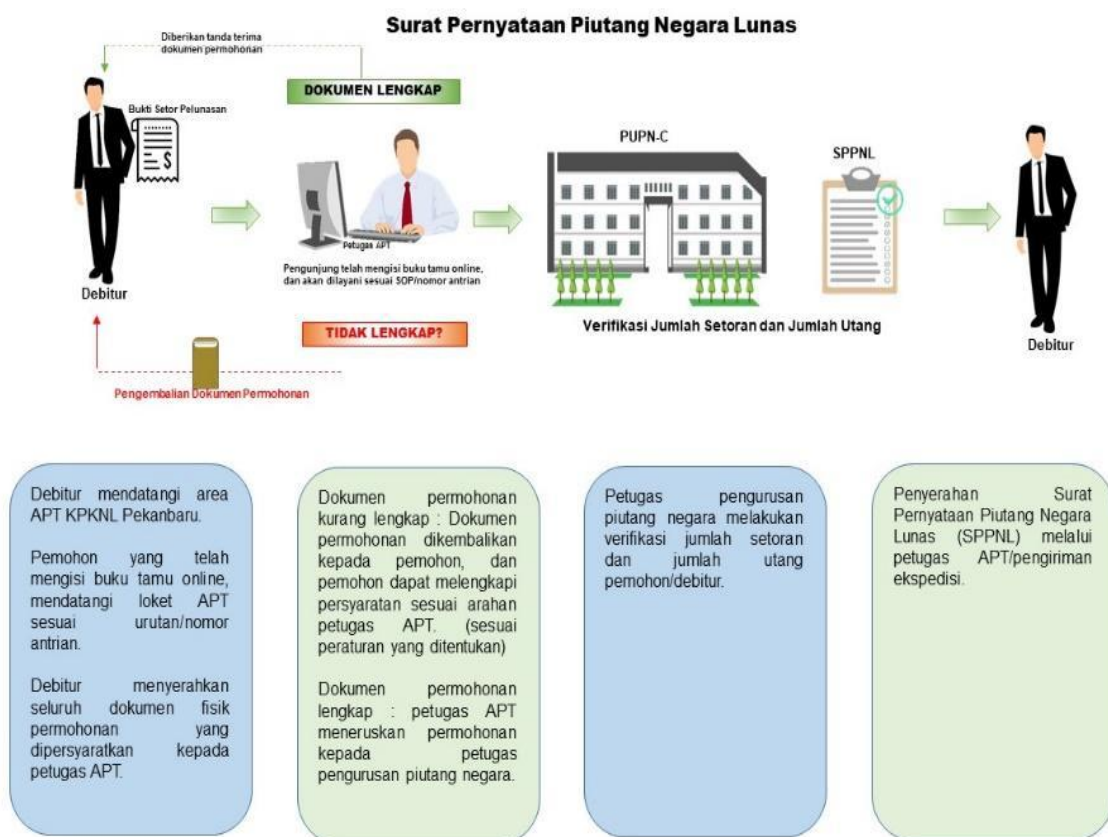 Surat Pernyataan Piutang Negara Lunas
Diberikan tanda terima
dokumen permohonan
DOKUMEN LENGKAP
Bukti Setor Pelunasan
$
PUPN-C
SPPNL
Petugas APT
Debitur
Pengunjung telah mengisi buku tamu online,
dan akan dilayani sesuai SOP/nomor antrian
TIDAK LENGKAP?
Verifikasi Jumlah Setoran dan Jumlah Utang
Debitur
Pengembalian Dokumen Permohonan
Debitur mendatangi area
APT KPKNL Pekanbaru.
Pemohon yang telah
mengisi buku tamu online,
mendatangi loket APT
sesuai urutan/nomor
antrian.
Debitur menyerahkan
seluruh dokumen fisik
permohonan yang
dipersyaratkan kepada
petugas APT.
Dokumen permohonan
kurang lengkap : Dokumen
permohonan dikembalikan
kepada pemohon, dan
pemohon dapat melengkapi
persyaratan sesuai arahan
petugas APT. (sesuai
peraturan yang ditentukan)
Dokumen permohonan
lengkap : petugas APT
meneruskan permohonan
kepada petugas
pengurusan piutang negara.
Petugas pengurusan
piutang negara melakukan
verifikasi jumlah setoran
dan jumlah utang
pemohon/debitur.
Penyerahan Surat
Pernyataan Piutang Negara
Lunas (SPPNL) melalui
petugas APT/pengiriman
ekspedisi.